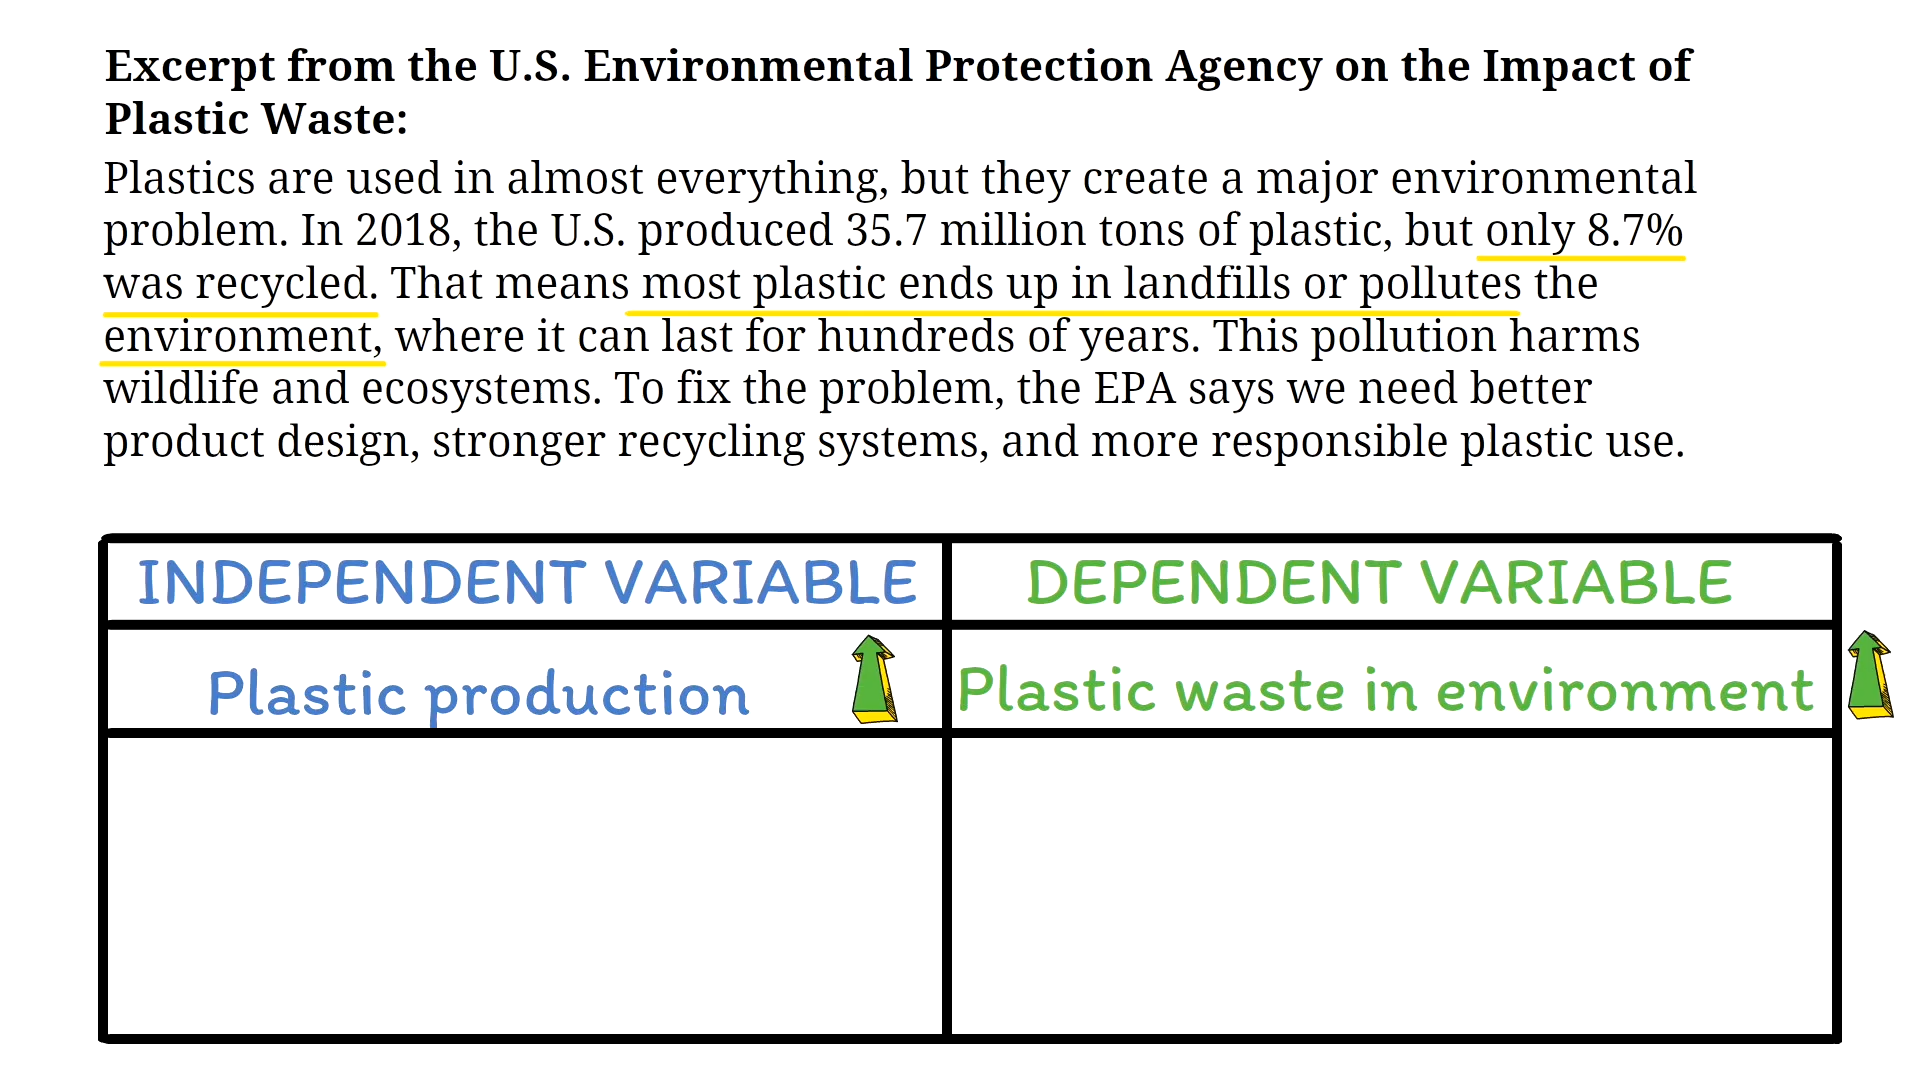 Excerpt from the U.S. Environmental Protection Agency on the Impact of
Plastic Waste:
Plastics are used in almost everything, but they create a major environmental
problem. In 2018, the U.S. produced 35.7 million tons of plastic, but only 8.7%
was recycled. That means most plastic ends up in landfills or pollutes the
environment, where it can last for hundreds of years. This pollution harms
wildlife and ecosystems. To fix the problem, the EPA says we need better
product design, stronger recycling systems, and more responsible plastic use.
INDEPENDENT VARIABLE
DEPENDENT VARIABLE
Plastic production
Plastic waste in environment